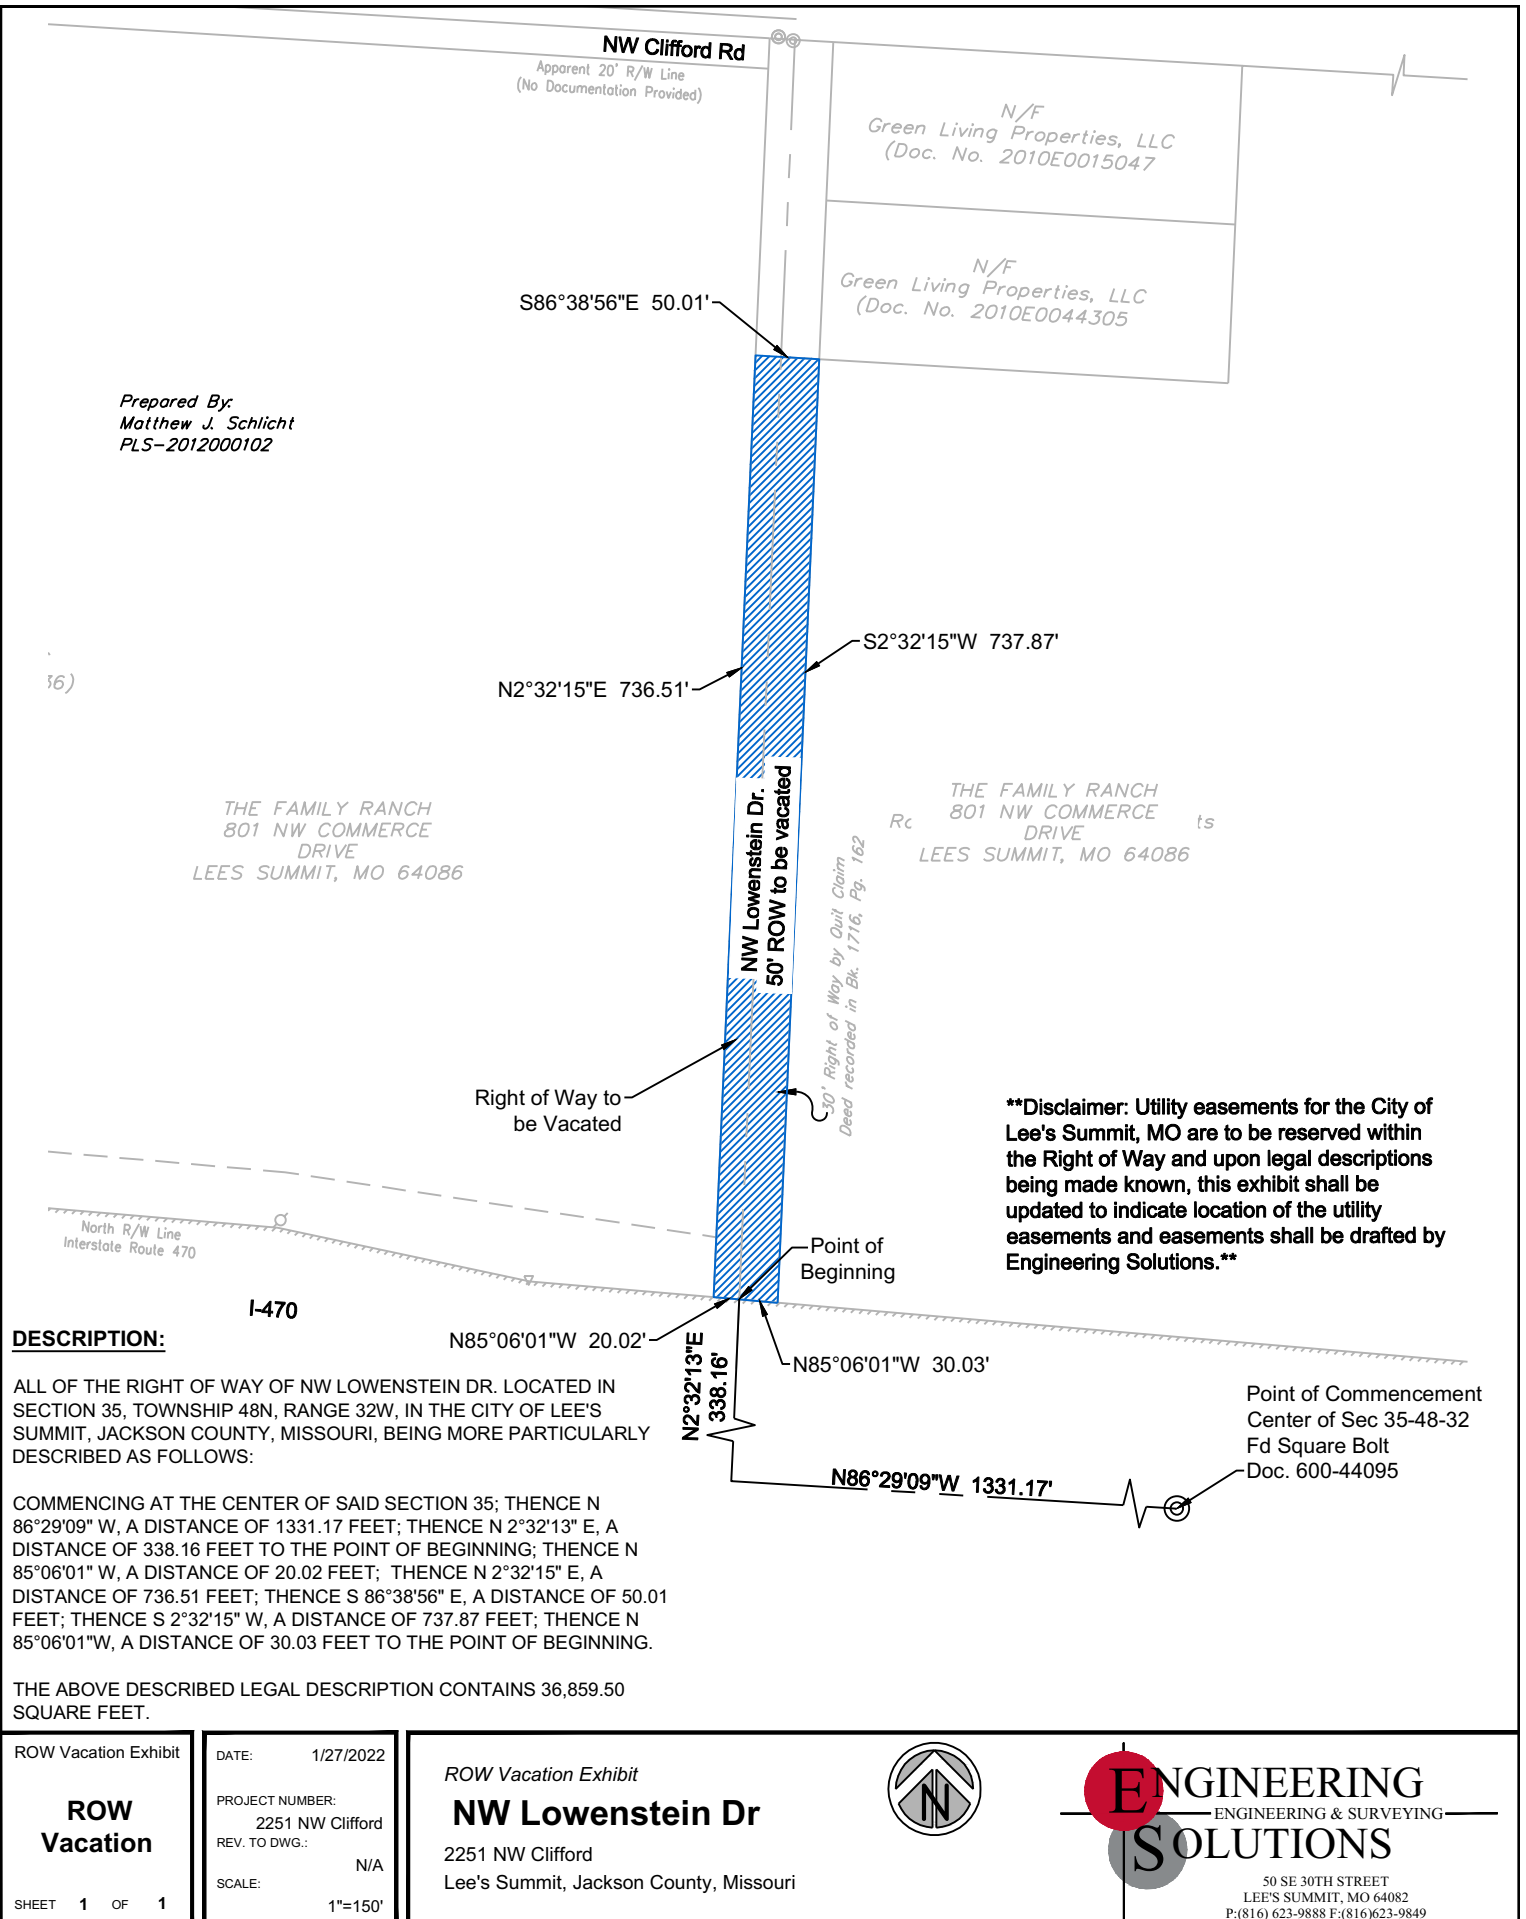 NW Clifford Rd
Apparent 20' R/W Line
(No Documentation Provided)
N/F
Green Living Properties, LLC
(Doc. No. 2010E0015047
N/F
Green Living Properties, LLC
(Doc. No. 2010E0044305
S86°38'56"E 50.01'
Prepared By:
Matthew J. Schlicht
PLS-2012000102
S2°32'15"W 737.87'
N2°32'15"E 736.51'
36)
THE FAMILY RANCH
801 NW COMMERCE
DRIVE
LEES SUMMIT, MO 64086
NW Lowenstein Dr.
50' ROW to be vacated
THE FAMILY RANCH
801 NW COMMERCE
DRIVE
LEES SUMMIT, MO 64086
30' Right of Way by Quit Claim
Deed recorded in Bk. 1716, Pg. 162
Right of Way to
be Vacated
**Disclaimer: Utility easements for the City of
Lee's Summit, MO are to be reserved within
the Right of Way and upon legal descriptions
being made known, this exhibit shall be
updated to indicate location of the utility
easements and easements shall be drafted by
Engineering Solutions.**
North R/W Line
Interstate Route 470
Point of
Beginning
I-470
N85°06'01"W 20.02'
N85°06'01"W 30.03'
N2°32'13"E
338.16'
N86°29'09"W 1331.17'
Point of Commencement
Center of Sec 35-48-32
Fd Square Bolt
Doc. 600-44095
DESCRIPTION:
ALL OF THE RIGHT OF WAY OF NW LOWENSTEIN DR. LOCATED IN
SECTION 35, TOWNSHIP 48N, RANGE 32W, IN THE CITY OF LEE'S
SUMMIT, JACKSON COUNTY, MISSOURI, BEING MORE PARTICULARLY
DESCRIBED AS FOLLOWS:
COMMENCING AT THE CENTER OF SAID SECTION 35; THENCE N
86°29'09" W, A DISTANCE OF 1331.17 FEET; THENCE N 2°32'13" E, A
DISTANCE OF 338.16 FEET TO THE POINT OF BEGINNING; THENCE N
85°06'01" W, A DISTANCE OF 20.02 FEET; THENCE N 2°32'15" E, A
DISTANCE OF 736.51 FEET; THENCE S 86°38'56" E, A DISTANCE OF 50.01
FEET; THENCE S 2°32'15" W, A DISTANCE OF 737.87 FEET; THENCE N
85°06'01"W, A DISTANCE OF 30.03 FEET TO THE POINT OF BEGINNING.
THE ABOVE DESCRIBED LEGAL DESCRIPTION CONTAINS 36,859.50
SQUARE FEET.
ROW Vacation Exhibit
ROW
Vacation
SHEET 1 OF 1
DATE: 1/27/2022
PROJECT NUMBER:
2251 NW Clifford
REV. TO DWG.:
N/A
SCALE:
1"=150'
ROW Vacation Exhibit
NW Lowenstein Dr
2251 NW Clifford
Lee's Summit, Jackson County, Missouri
N
ENGINEERING
ENGINEERING & SURVEYING
SOLUTIONS
50 SE 30TH STREET
LEE'S SUMMIT, MO 64082
P:(816) 623-9888 F:(816)623-9849